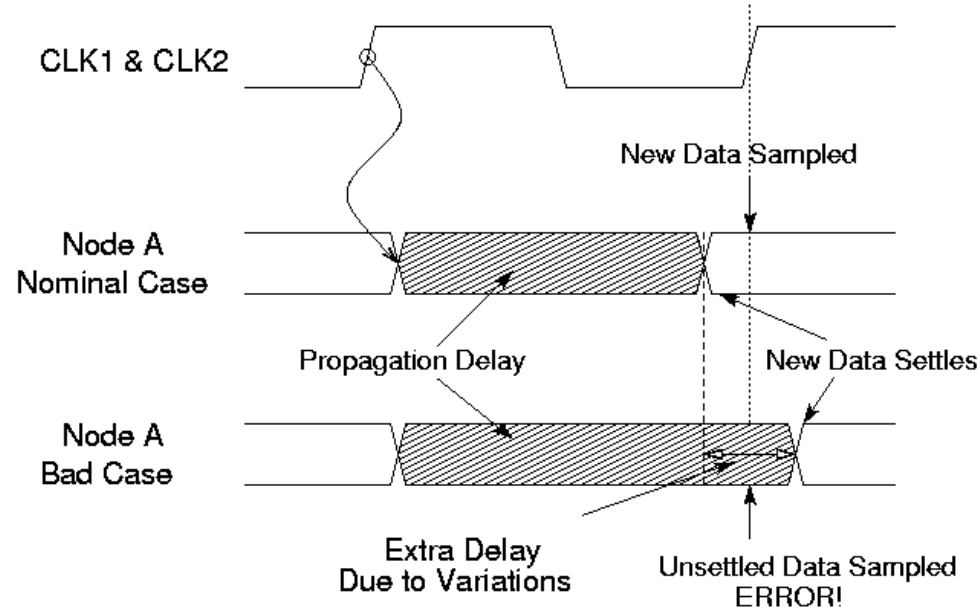 CLK1 & CLK2
New Data Sampled
Node A
Nominal Case
Propagation Delay
New Data Settles
Node A
Bad Case
Extra Delay
Due to Variations
Unsettled Data Sampled
ERROR!